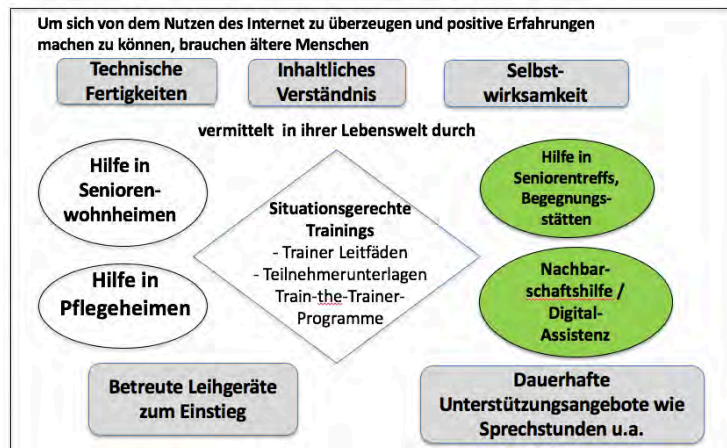 Um sich von dem Nutzen des Internet zu überzeugen und positive Erfahrungen
machen zu können, brauchen ältere Menschen
Technische
Fertigkeiten
Inhaltliches
Verständnis
Selbst-
wirksamkeit
vermittelt in ihrer Lebenswelt durch
Hilfe in
Senioren-
wohnheimen
Hilfe in
Pflegeheimen
Situationsgerechte
Trainings
- Trainer Leitfäden
- Teilnehmerunterlagen
Train-the-Trainer-
Programme
Hilfe in
Seniorentreffs,
Begegnungs-
stätten
Nachbar-
schaftshilfe /
Digital-
Assistenz
Betreute Leihgeräte
zum Einstieg
Dauerhafte
Unterstützungsangebote wie
Sprechstunden u.a.